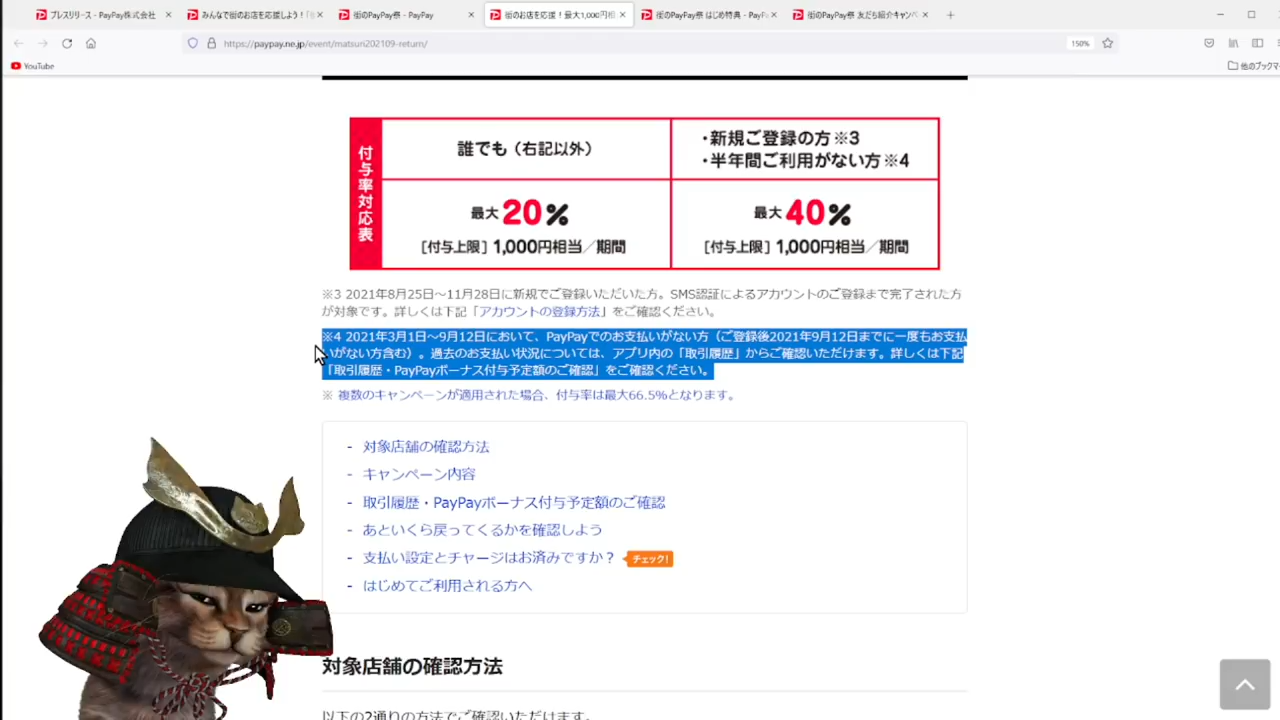 プレスリリース - PayPay株式会社
みんなで街のお店を応援しよう！「街
街のPayPay祭 - PayPay
街のお店を応援！最大1,000円相
街のPayPay祭 はじめ特典 - PayPay
街のPayPay祭 友だち紹介キャンペ
https://paypay.ne.jp/event/matsuri202109-return/
150%
YouTube
他のブックマ
付与率対応表
誰でも（右記以外）
・新規ご登録の方※3
・半年間ご利用がない方※4
最大20%
[付与上限] 1,000円相当／期間
最大40%
[付与上限] 1,000円相当／期間
※3 2021年8月25日～11月28日に新規でご登録いただいた方。SMS認証によるアカウントのご登録まで完了された方
が対象です。詳しくは下記「アカウントの登録方法」をご確認ください。
※4 2021年3月1日～9月12日において、PayPayでのお支払いがない方（ご登録後2021年9月12日までに一度もお支払
いがない方含む）。過去のお支払い状況については、アプリ内の「取引履歴」からご確認いただけます。詳しくは下記
「取引履歴・PayPayボーナス付与予定額のご確認」をご確認ください。
※ 複数のキャンペーンが適用された場合、付与率は最大66.5%となります。
- 対象店舗の確認方法
- キャンペーン内容
- 取引履歴・PayPayボーナス付与予定額のご確認
- あといくら戻ってくるかを確認しよう
- 支払い設定とチャージはお済みですか？ チェック!
- はじめてご利用される方へ
対象店舗の確認方法
以下の2通りの方法でご確認いただけます。